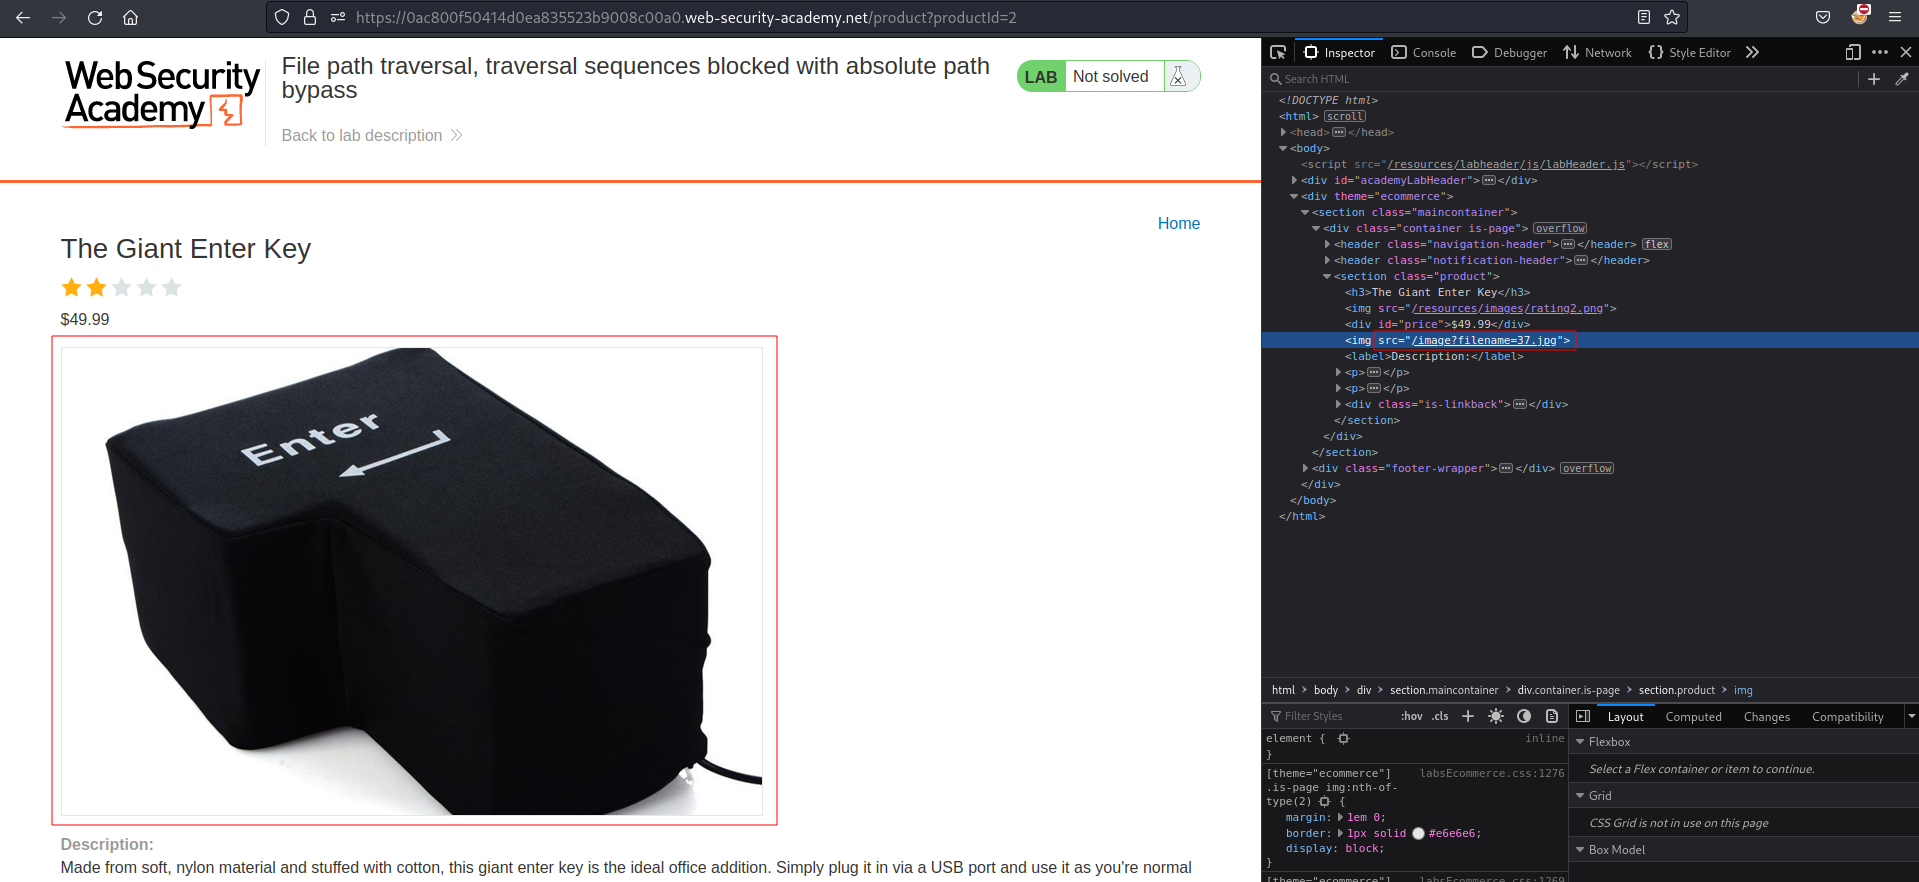 https://0ac800f50414d0ea835523b9008c00a0.web-security-academy.net/product?productId=2
Web Security
Academy
File path traversal, traversal sequences blocked with absolute path
bypass
Back to lab description
LAB Not solved
Home
The Giant Enter Key
$49.99
Enter
Description:
Made from soft, nylon material and stuffed with cotton, this giant enter key is the ideal office addition. Simply plug it in via a USB port and use it as you're normal
Inspector Console Debugger Network Style Editor
Search HTML
<!DOCTYPE html>
<html> scroll
<head>···</head>
<body>
<script src="/resources/labheader/js/labHeader.js"></script>
<div id="academyLabHeader">···</div>
<div theme="ecommerce">
<section class="maincontainer">
<div class="container is-page"> overflow
<header class="navigation-header">···</header> flex
<header class="notification-header">···</header>
<section class="product">
<h3>The Giant Enter Key</h3>
<img src="/resources/images/rating2.png">
<div id="price">$49.99</div>
<img src="/image?filename=37.jpg">
<label>Description:</label>
<p>···</p>
<p>···</p>
<div class="is-linkback">···</div>
</section>
</div>
</section>
<div class="footer-wrapper">···</div> overflow
</div>
</body>
</html>
html > body > div > section.maincontainer > div.container.is-page > section.product > img
Filter Styles :hov .cls
element { inline
}
[theme="ecommerce"] labsEcommerce.css:1276
.is-page img:nth-of-
type(2) {
margin: 1em 0;
border: 1px solid #e6e6e6;
display: block;
}
[theme="ecommerce"] labsEcommerce.css:1269
Layout Computed Changes Compatibility
Flexbox
Select a Flex container or item to continue.
Grid
CSS Grid is not in use on this page
Box Model